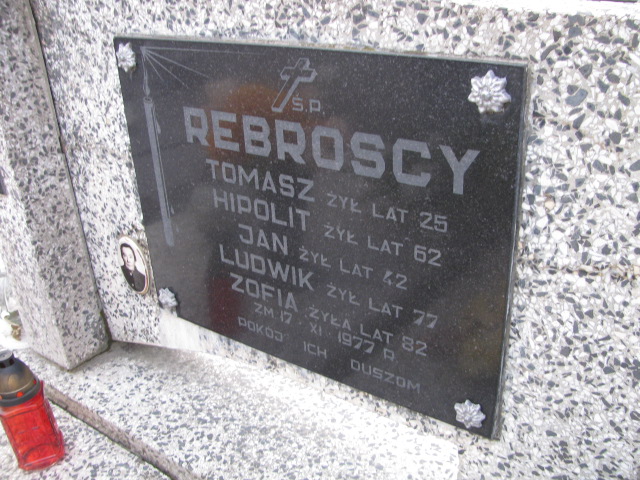 Ś.P.
REBROSCY
TOMASZ ŻYŁ LAT 25
HIPOLIT ŻYŁ LAT 62
JAN ŻYŁ LAT 42
LUDWIK ŻYŁ LAT 77
ZOFIA ŻYŁA LAT 82
ZM 17 XI 1977 R
POKÓJ ICH DUSZOM